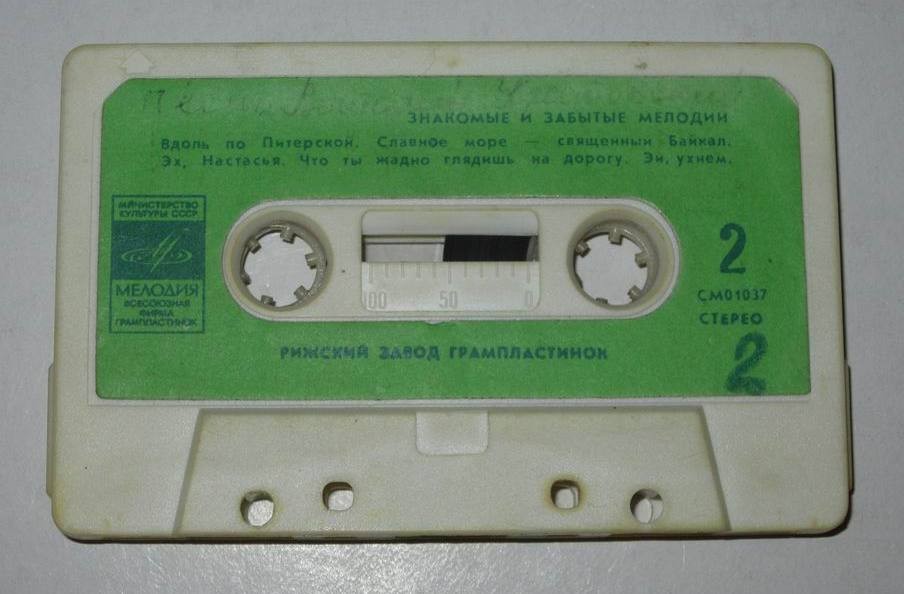 Песни
ЗНАКОМЫЕ И ЗАБЫТЫЕ МЕЛОДИИ
Вдоль по Питерской. Славное море — священный Байкал.
Эх, Настасья. Что ты жадно глядишь на дорогу. Эй, ухнем.
МИНИСТЕРСТВО
КУЛЬТУРЫ СССР
МЕЛОДИЯ
ВСЕСОЮЗНАЯ
ФИРМА
ГРАМПЛАСТИНОК
100 50 0
2
СМ01037
СТЕРЕО
2
РИЖСКИЙ ЗАВОД ГРАМПЛАСТИНОК